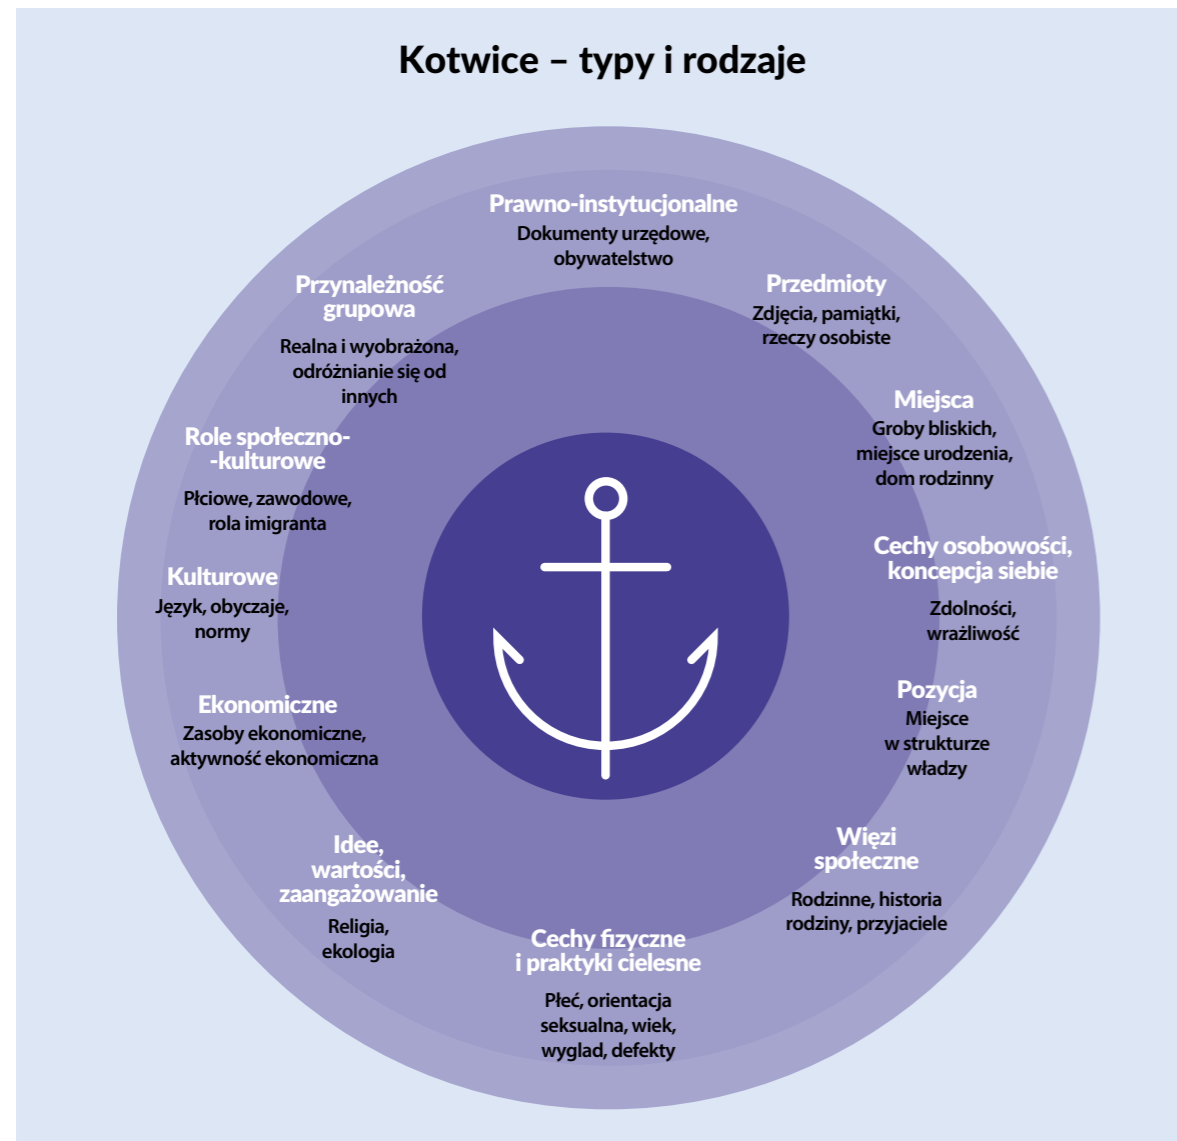 Kotwice – typy i rodzaje
Prawno-instytucjonalne
Dokumenty urzędowe,
obywatelstwo
Przedmioty
Zdjęcia, pamiątki,
rzeczy osobiste
Miejsca
Groby bliskich,
miejsce urodzenia,
dom rodzinny
Cechy osobowości,
koncepcja siebie
Zdolności,
wrażliwość
Pozycja
Miejsce
w strukturze
władzy
Więzi
społeczne
Rodzinne, historia
rodziny, przyjaciele
Cechy fizyczne
i praktyki cielesne
Płeć, orientacja
seksualna, wiek,
wyglad, defekty
Idee,
wartości,
zaangażowanie
Religia,
ekologia
Ekonomiczne
Zasoby ekonomiczne,
aktywność ekonomiczna
Kulturowe
Język, obyczaje,
normy
Role społeczno-
-kulturowe
Płciowe, zawodowe,
rola imigranta
Przynależność
grupowa
Realna i wyobrażona,
odróżnianie się od
innych